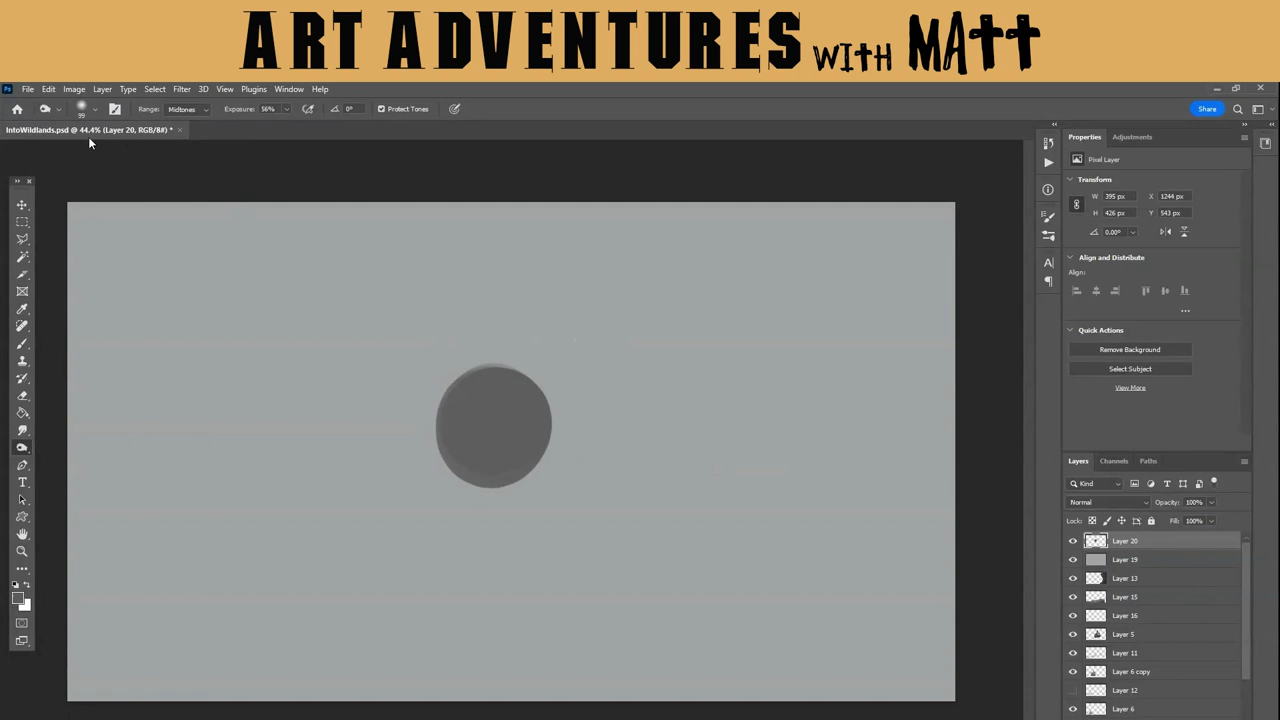 ART ADVENTURES WITH MATT
Ps File Edit Image Layer Type Select Filter 3D View Plugins Window Help
99 Range: Midtones Exposure: 56% 0° Protect Tones Share
IntoWildlands.psd @ 44.4% (Layer 20, RGB/8#) *
Properties Adjustments
Pixel Layer
Transform
W 395 px X 1244 px
H 426 px Y 543 px
0.00°
Align and Distribute
Align:
Quick Actions
Remove Background
Select Subject
View More
Layers Channels Paths
Kind
Normal Opacity: 100%
Lock: Fill: 100%
Layer 20
Layer 19
Layer 13
Layer 15
Layer 16
Layer 5
Layer 11
Layer 6 copy
Layer 12
Layer 6